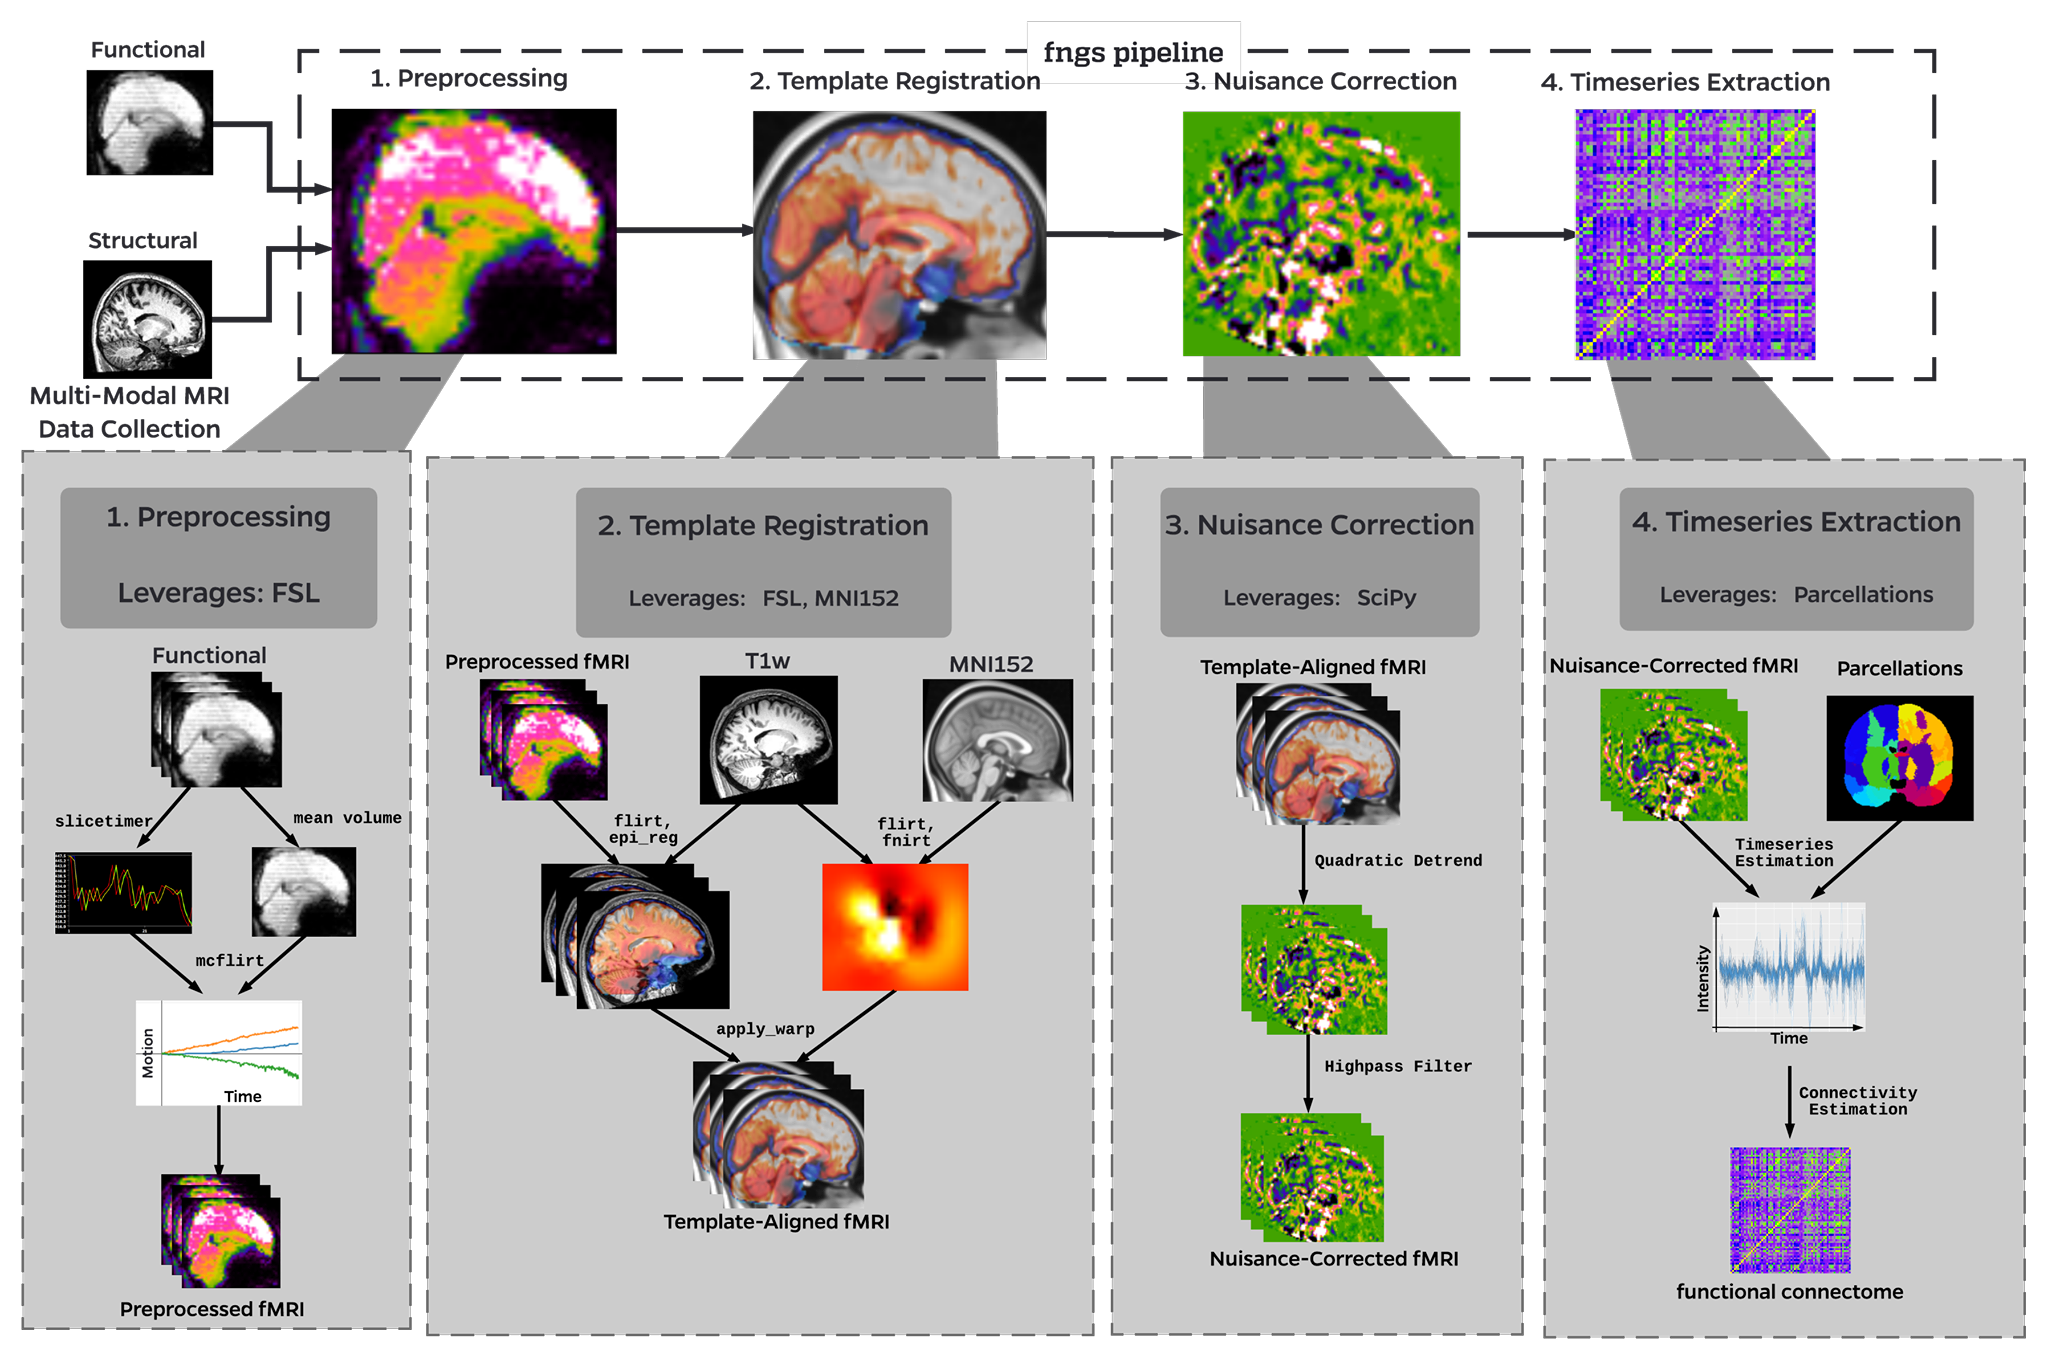 fngs pipeline
Functional
1. Preprocessing
2. Template Registration
3. Nuisance Correction
4. Timeseries Extraction
Structural
Multi-Modal MRI
Data Collection
1. Preprocessing
Leverages: FSL
Functional
slicetimer
mean volume
mcflirt
Motion
Time
Preprocessed fMRI
2. Template Registration
Leverages: FSL, MNI152
Preprocessed fMRI
T1w
MNI152
flirt,
epi_reg
flirt,
fnirt
apply_warp
Template-Aligned fMRI
3. Nuisance Correction
Leverages: SciPy
Template-Aligned fMRI
Quadratic Detrend
Highpass Filter
Nuisance-Corrected fMRI
4. Timeseries Extraction
Leverages: Parcellations
Nuisance-Corrected fMRI
Parcellations
Timeseries
Estimation
Intensity
Time
Connectivity
Estimation
functional connectome